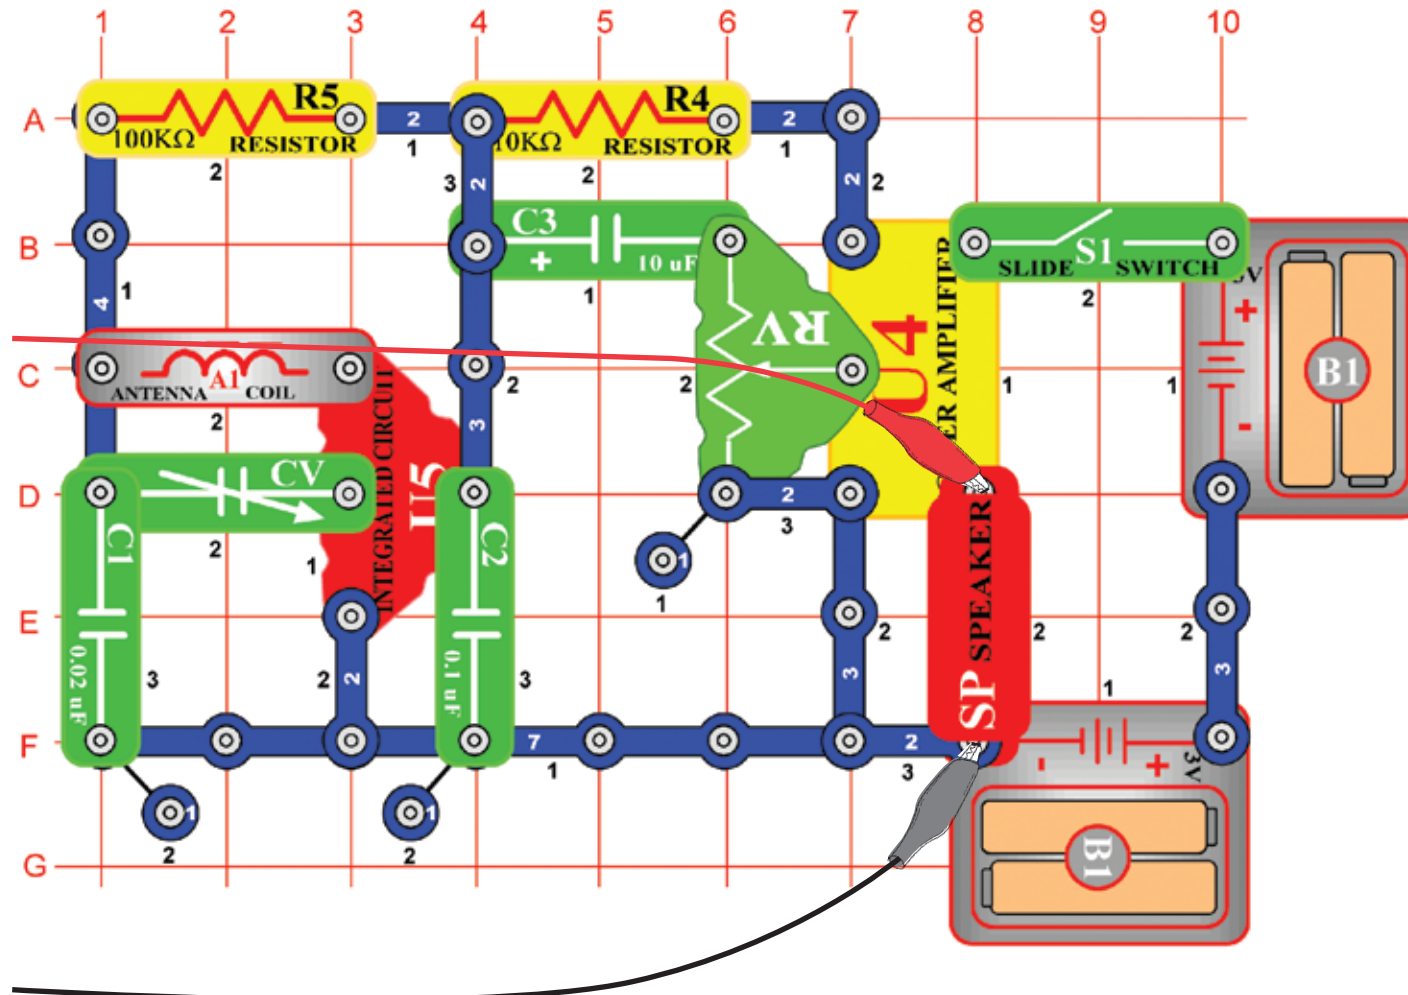 1 2 3 4 5 6 7 8 9 10
A
R5
100KΩ RESISTOR
2
2
1
R4
10KΩ RESISTOR
2
2
1
3
2
2
2
B
4
1
C3
+
10 uF
1
RV
2
U4
ER AMPLIFIER
1
S1
SLIDE SWITCH
2
3V
+
-
B1
1
C
A1
ANTENNA COIL
2
INTEGRATED CIRCUIT
U5
1
2
3
D
CV
2
C1
0.02 uF
3
C2
0.1 uF
3
2
3
1
1
SP SPEAKER
2
E
2
2
2
3
2
3
F
7
1
2
3
1
-
+
3V
B1
1
2
1
2
G